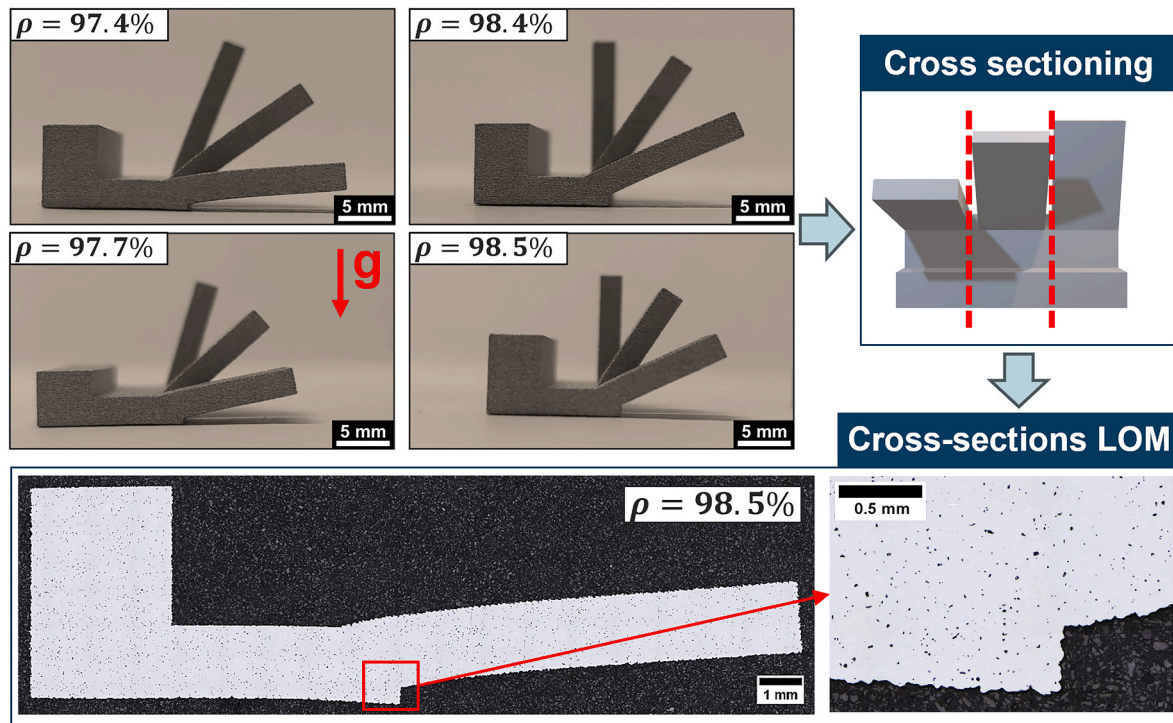 ρ = 97.4%
5 mm
ρ = 98.4%
5 mm
Cross sectioning
ρ = 97.7%
g
5 mm
ρ = 98.5%
5 mm
Cross-sections LOM
ρ = 98.5%
1 mm
0.5 mm